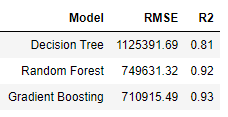 Model RMSE R2
Decision Tree 1125391.69 0.81
Random Forest 749631.32 0.92
Gradient Boosting 710915.49 0.93